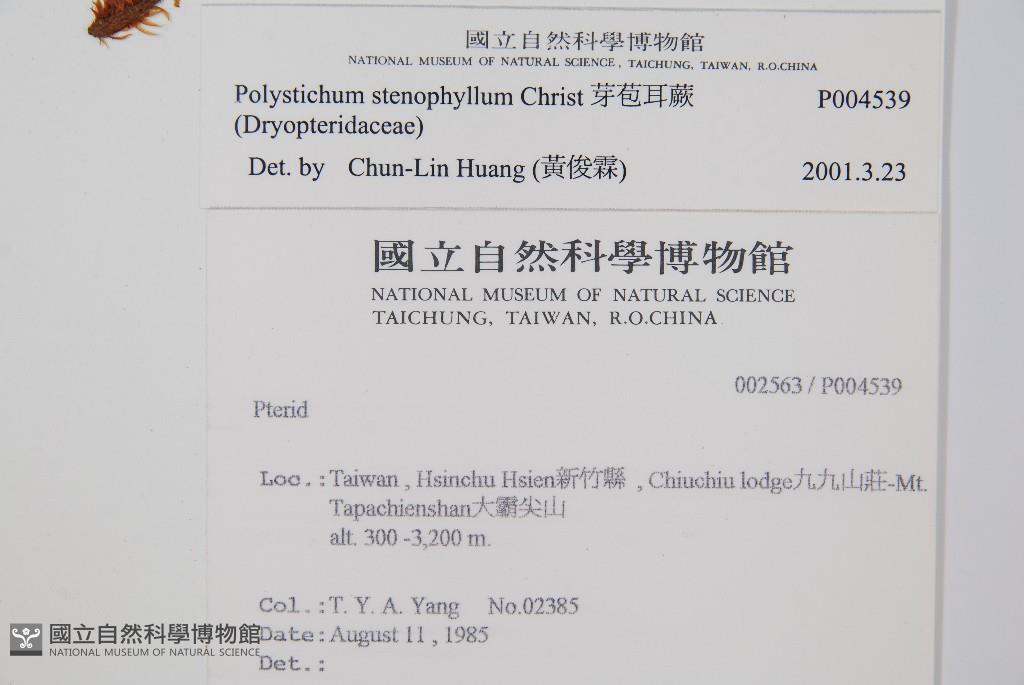 國立自然科學博物館
NATIONAL MUSEUM OF NATURAL SCIENCE, TAICHUNG, TAIWAN, R.O.CHINA
Polystichum stenophyllum Christ 芽苞耳蕨 P004539
(Dryopteridaceae)
Det. by Chun-Lin Huang (黃俊霖) 2001.3.23
國立自然科學博物館
NATIONAL MUSEUM OF NATURAL SCIENCE
TAICHUNG, TAIWAN, R.O.CHINA
002563 / P004539
Pterid
Loc.: Taiwan , Hsinchu Hsien新竹縣 , Chiuchiu lodge九九山莊-Mt.
Tapachienshan大霸尖山
alt. 300 -3,200 m.
Col.: T. Y. A. Yang No.02385
Date: August 11 , 1985
Det.:
國立自然科學博物館
NATIONAL MUSEUM OF NATURAL SCIENCE